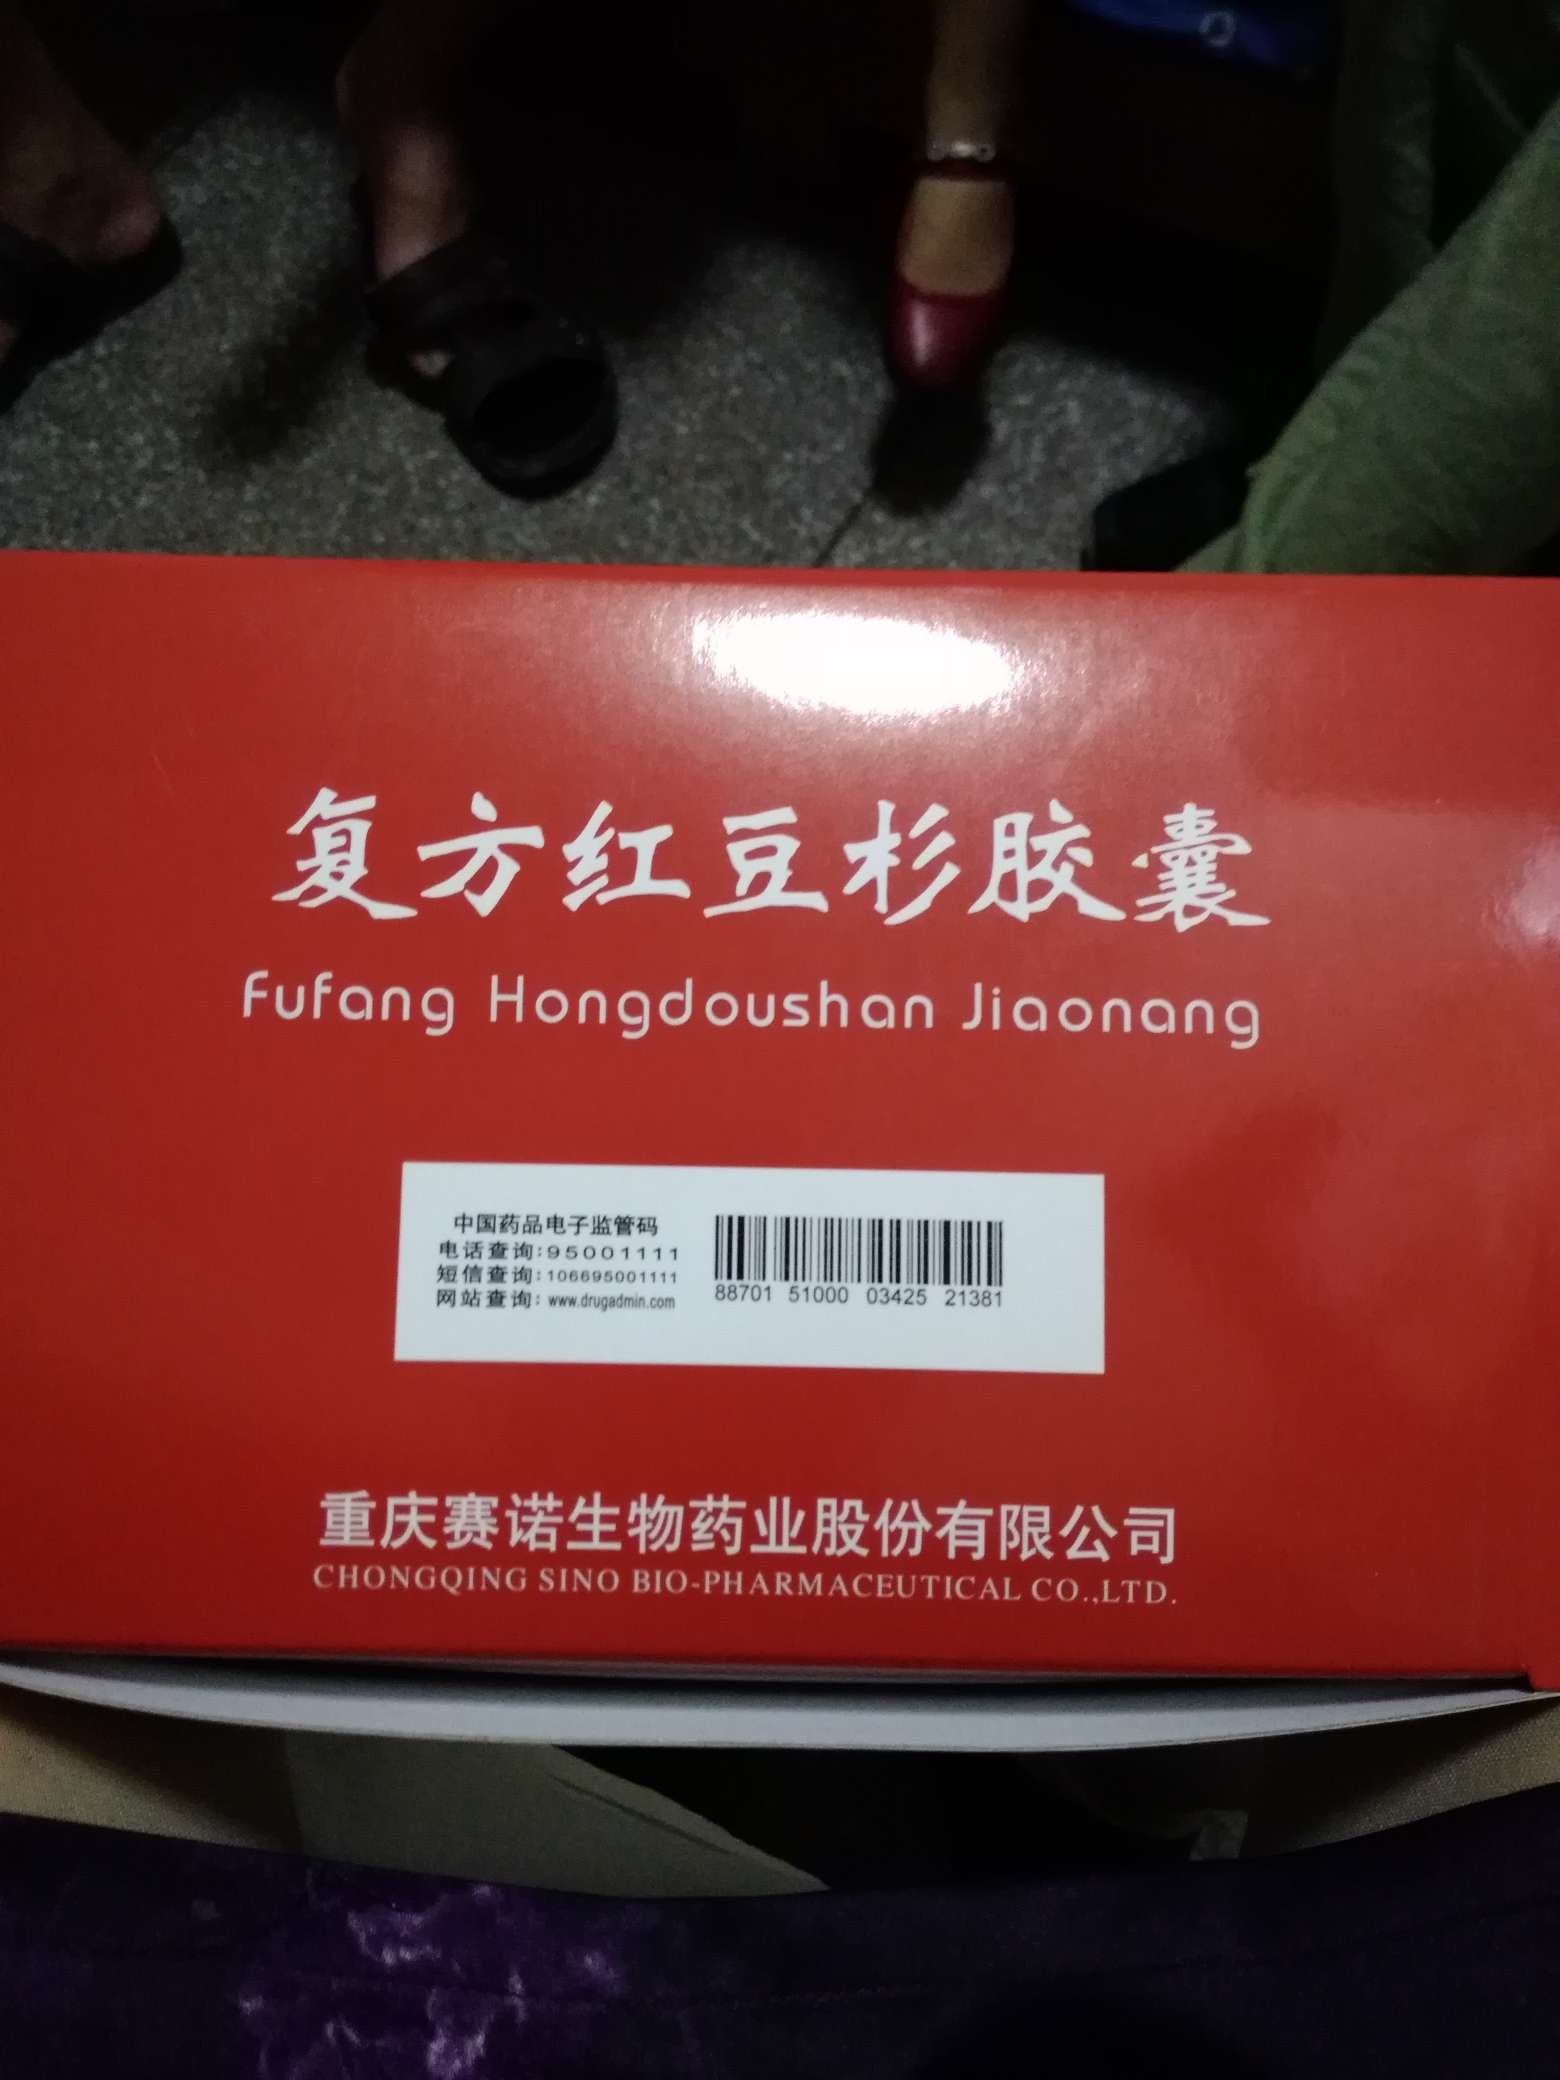 复方红豆杉胶囊
Fufang Hongdoushan Jiaonang
中国药品电子监管码
电话查询:95001111
短信查询:106695001111
网站查询: www.drugadmin.com
88701 51000 03425 21381
重庆赛诺生物药业股份有限公司
CHONGQING SINO BIO-PHARMACEUTICAL CO.,LTD.